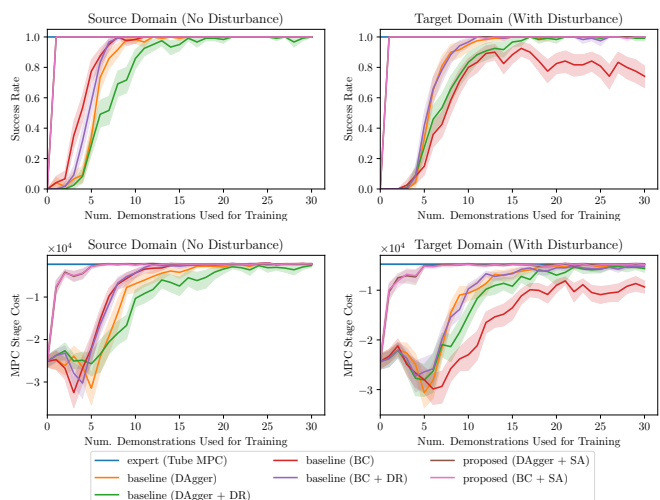 Source Domain (No Disturbance)
Target Domain (With Disturbance)
1.0
0.8
0.6
0.4
0.2
0.0
Success Rate
0 5 10 15 20 25 30
Num. Demonstrations Used for Training
1.0
0.8
0.6
0.4
0.2
0.0
Success Rate
0 5 10 15 20 25 30
Num. Demonstrations Used for Training
×10⁴
Source Domain (No Disturbance)
×10⁴
Target Domain (With Disturbance)
−1
−2
−3
MPC Stage Cost
0 5 10 15 20 25 30
Num. Demonstrations Used for Training
−1
−2
−3
MPC Stage Cost
0 5 10 15 20 25 30
Num. Demonstrations Used for Training
expert (Tube MPC)
baseline (DAgger)
baseline (DAgger + DR)
baseline (BC)
baseline (BC + DR)
proposed (DAgger + SA)
proposed (BC + SA)